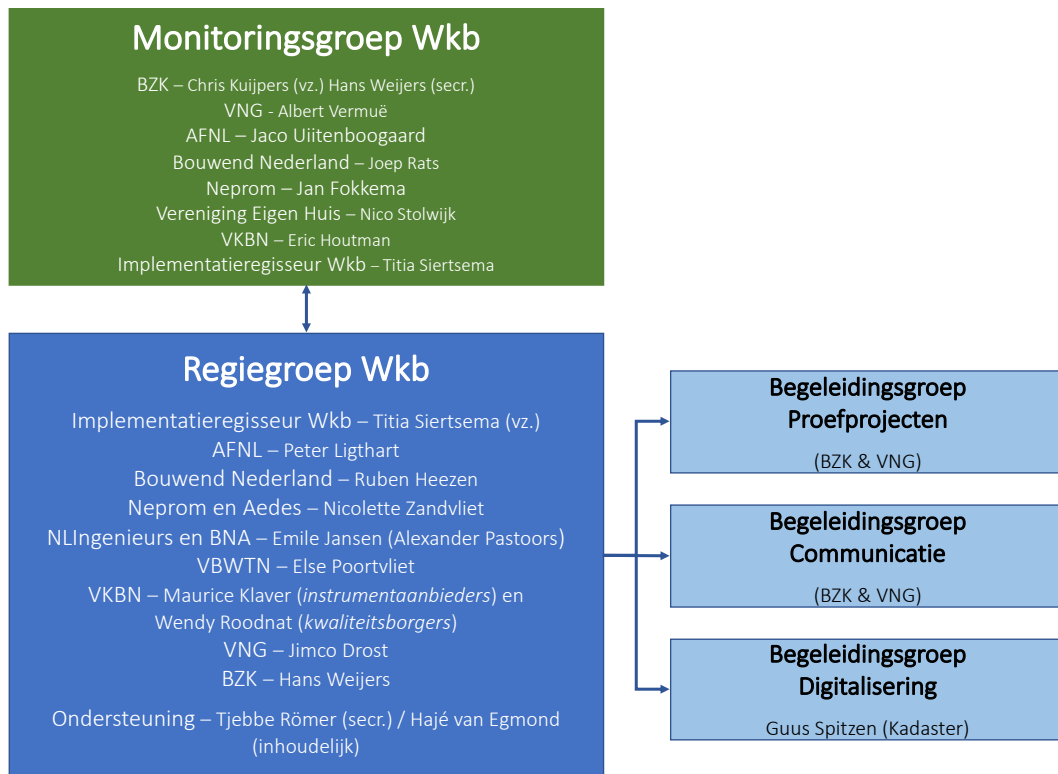 Monitoringsgroep Wkb
BZK – Chris Kuijpers (vz.) Hans Weijers (secr.)
VNG - Albert Vermuë
AFNL – Jaco Uiitenboogaard
Bouwend Nederland – Joep Rats
Neprom – Jan Fokkema
Vereniging Eigen Huis – Nico Stolwijk
VKBN – Eric Houtman
Implementatieregisseur Wkb – Titia Siertsema
Regiegroep Wkb
Implementatieregisseur Wkb – Titia Siertsema (vz.)
AFNL – Peter Ligthart
Bouwend Nederland – Ruben Heezen
Neprom en Aedes – Nicolette Zandvliet
NLIngenieurs en BNA – Emile Jansen (Alexander Pastoors)
VBWTN – Else Poortvliet
VKBN – Maurice Klaver (instrumentaanbieders) en
Wendy Roodnat (kwaliteitsborgers)
VNG – Jimco Drost
BZK – Hans Weijers
Ondersteuning – Tjebbe Römer (secr.) / Hajé van Egmond
(inhoudelijk)
Begeleidingsgroep
Proefprojecten
(BZK & VNG)
Begeleidingsgroep
Communicatie
(BZK & VNG)
Begeleidingsgroep
Digitalisering
Guus Spitzen (Kadaster)